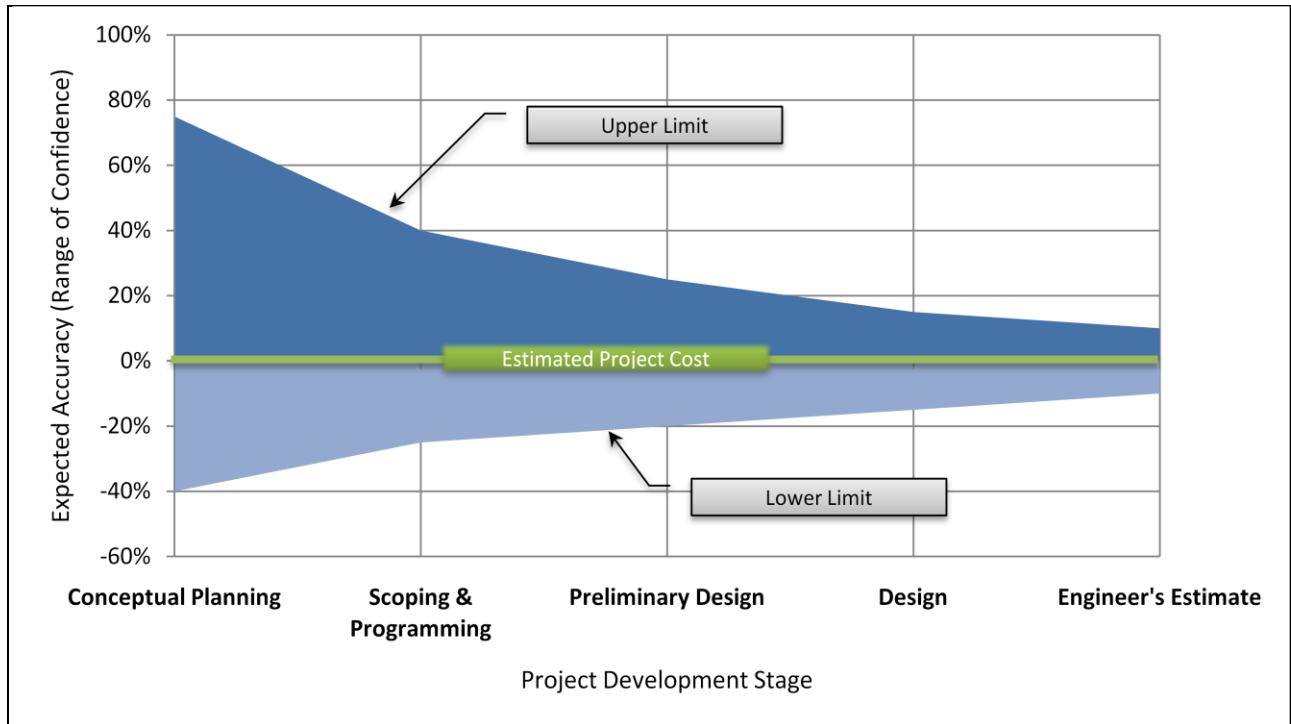 100%
80%
60%
40%
20%
0%
-20%
-40%
-60%
Expected Accuracy (Range of Confidence)
Upper Limit
Estimated Project Cost
Lower Limit
Conceptual Planning
Scoping &
Programming
Preliminary Design
Design
Engineer's Estimate
Project Development Stage